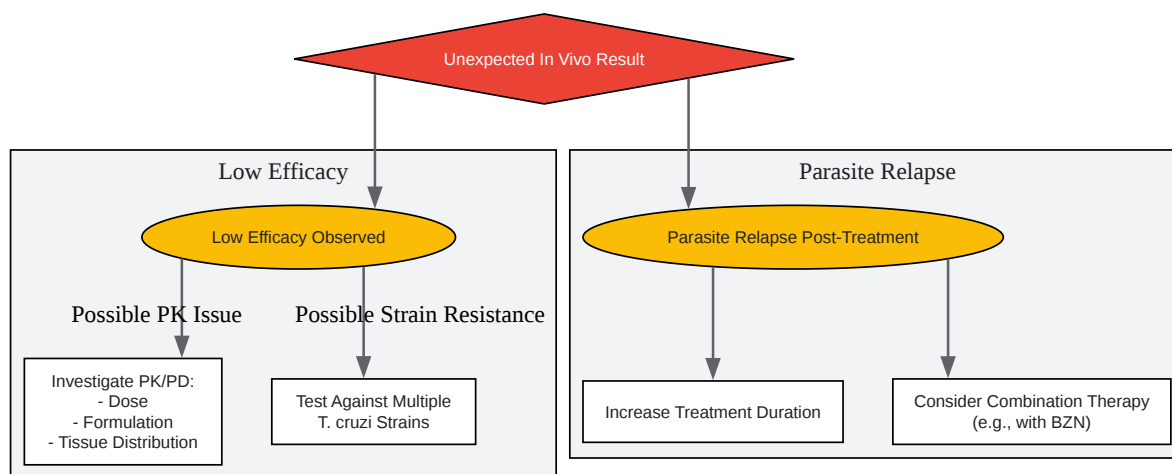 Unexpected In Vivo Result
Low Efficacy
Parasite Relapse
Low Efficacy Observed
Parasite Relapse Post-Treatment
Possible PK Issue
Possible Strain Resistance
Investigate PK/PD:
- Dose
- Formulation
- Tissue Distribution
Test Against Multiple
T. cruzi Strains
Increase Treatment Duration
Consider Combination Therapy
(e.g., with BZN)